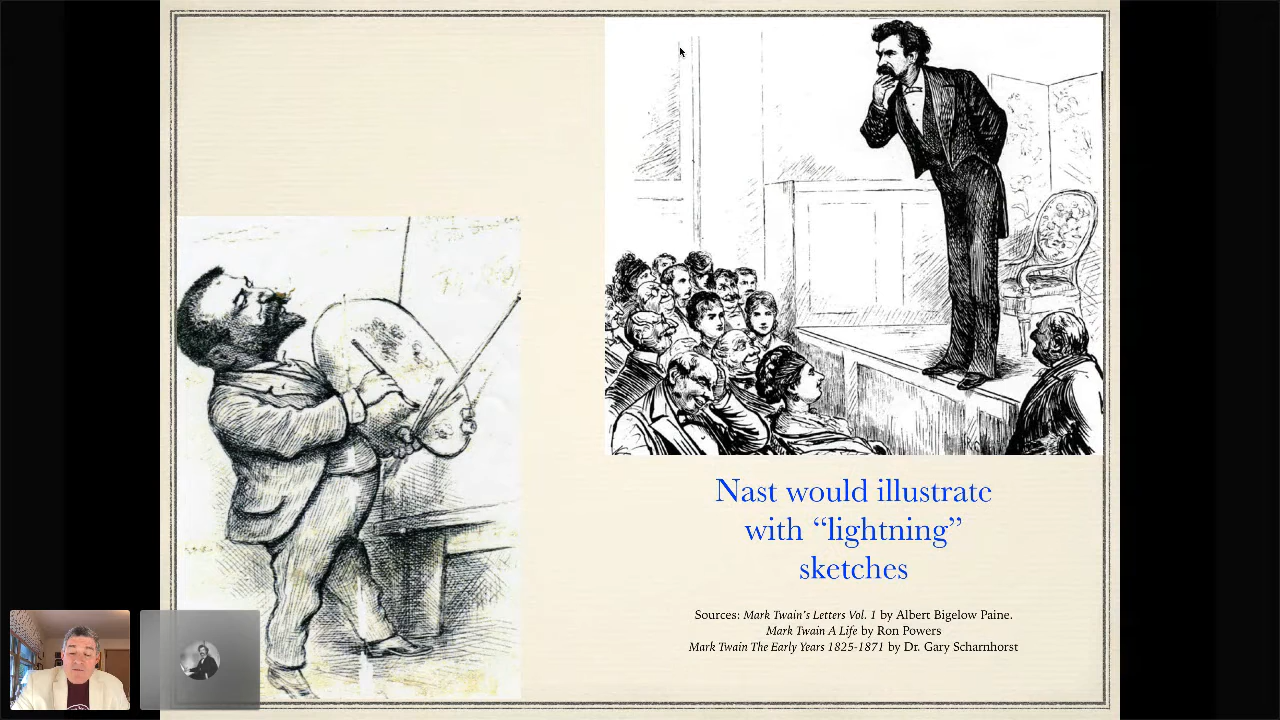 Nast would illustrate
with “lightning”
sketches
Sources: Mark Twain's Letters Vol. 1 by Albert Bigelow Paine.
Mark Twain A Life by Ron Powers
Mark Twain The Early Years 1825-1871 by Dr. Gary Scharnhorst